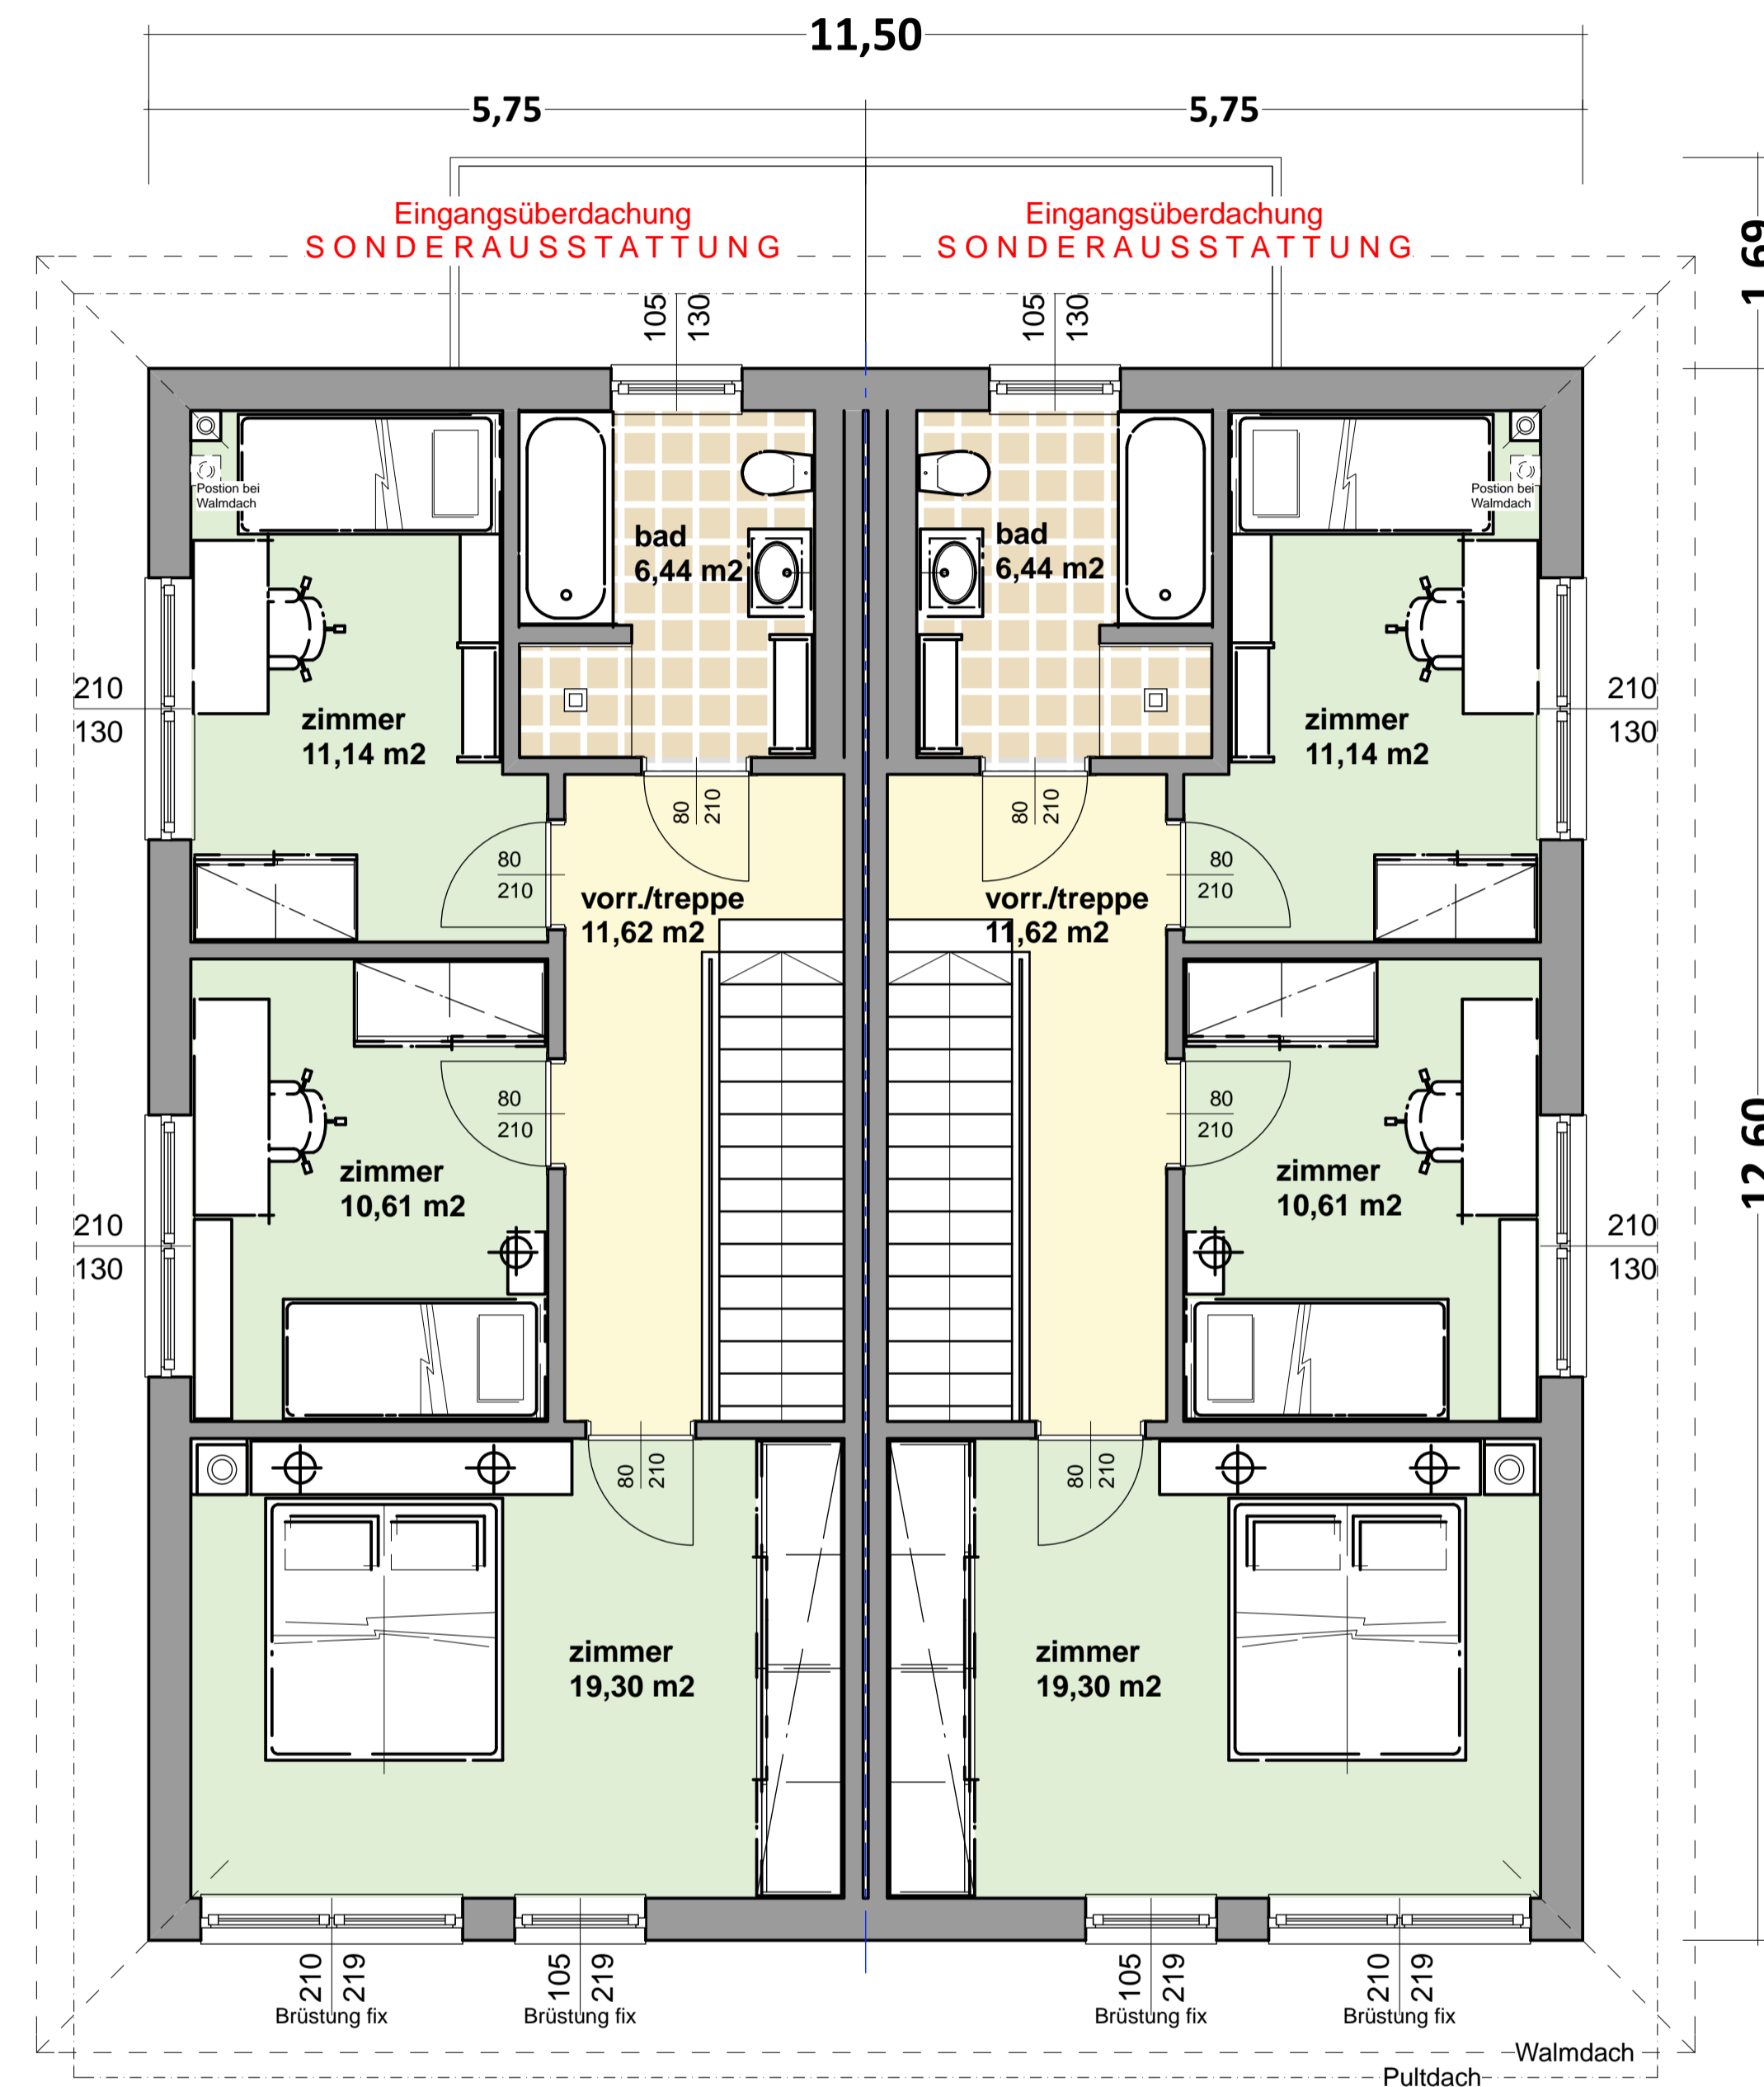 11,50
5,75
5,75
Eingangsüberdachung
SONDERAUSSTATTUNG
Eingangsüberdachung
SONDERAUSSTATTUNG
1,69
105
130
105
130
Postion bei
Walmdach
Postion bei
Walmdach
bad
6,44 m2
bad
6,44 m2
210
130
zimmer
11,14 m2
zimmer
11,14 m2
210
130
80
210
80
210
80
210
80
210
vorr./treppe
11,62 m2
vorr./treppe
11,62 m2
80
210
80
210
12,60
zimmer
10,61 m2
zimmer
10,61 m2
210
130
210
130
80
210
80
210
zimmer
19,30 m2
zimmer
19,30 m2
210
219
105
219
105
219
210
219
Brüstung fix
Brüstung fix
Brüstung fix
Brüstung fix
Walmdach
Pultdach